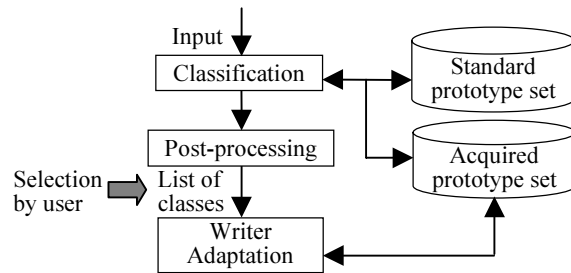 Input
Classification
Standard
prototype set
Post-processing
Acquired
prototype set
Selection
by user
List of
classes
Writer
Adaptation